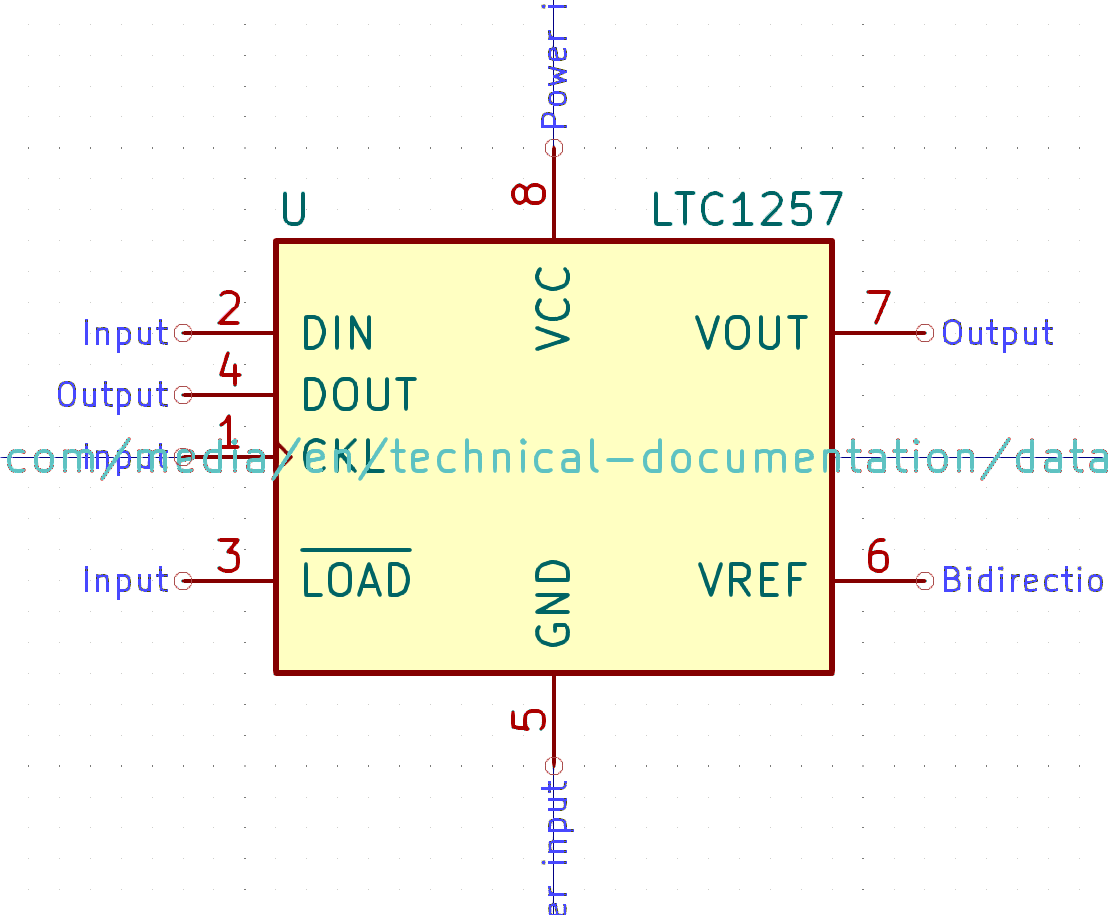 Power i
8
U LTC1257
VCC
Input 2 DIN VOUT 7 Output
Output 4 DOUT
Input 1 CKL
com/media/en/technical-documentation/data
Input 3 LOAD VREF 6 Bidirectio
GND
5
er input